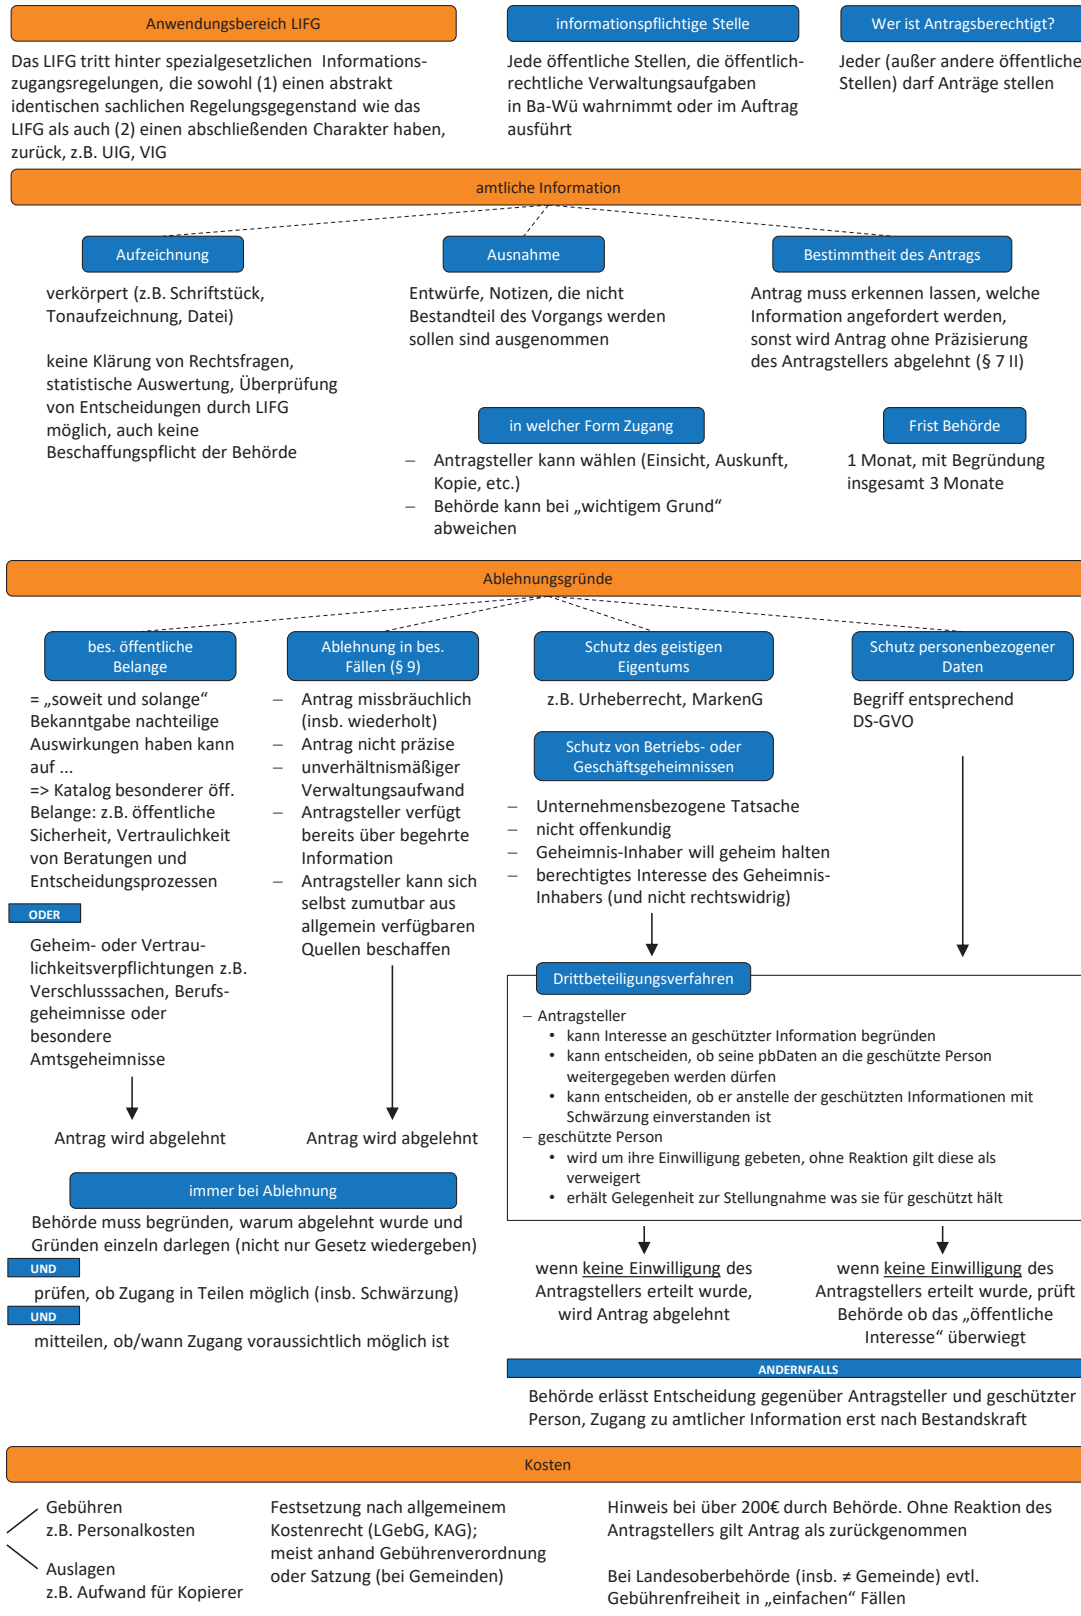 Anwendungsbereich LIFG
Das LIFG tritt hinter spezialgesetzlichen Informations-
zugangsregelungen, die sowohl (1) einen abstrakt
identischen sachlichen Regelungsgegenstand wie das
LIFG als auch (2) einen abschließenden Charakter haben,
zurück, z.B. UIG, VIG
informationspflichtige Stelle
Jede öffentliche Stellen, die öffentlich-
rechtliche Verwaltungsaufgaben
in Ba-Wü wahrnimmt oder im Auftrag
ausführt
Wer ist Antragsberechtigt?
Jeder (außer andere öffentliche
Stellen) darf Anträge stellen
amtliche Information
Aufzeichnung
verkörpert (z.B. Schriftstück,
Tonaufzeichnung, Datei)
keine Klärung von Rechtsfragen,
statistische Auswertung, Überprüfung
von Entscheidungen durch LIFG
möglich, auch keine
Beschaffungspflicht der Behörde
Ausnahme
Entwürfe, Notizen, die nicht
Bestandteil des Vorgangs werden
sollen sind ausgenommen
Bestimmtheit des Antrags
Antrag muss erkennen lassen, welche
Information angefordert werden,
sonst wird Antrag ohne Präzisierung
des Antragstellers abgelehnt (§ 7 II)
in welcher Form Zugang
– Antragsteller kann wählen (Einsicht, Auskunft,
Kopie, etc.)
– Behörde kann bei „wichtigem Grund“
abweichen
Frist Behörde
1 Monat, mit Begründung
insgesamt 3 Monate
Ablehnungsgründe
bes. öffentliche
Belange
= „soweit und solange“
Bekanntgabe nachteilige
Auswirkungen haben kann
auf ...
=> Katalog besonderer öff.
Belange: z.B. öffentliche
Sicherheit, Vertraulichkeit
von Beratungen und
Entscheidungsprozessen
ODER
Geheim- oder Vertrau-
lichkeitsverpflichtungen z.B.
Verschlusssachen, Berufs-
geheimnisse oder
besondere
Amtsgeheimnisse
Antrag wird abgelehnt
Ablehnung in bes.
Fällen (§ 9)
– Antrag missbräuchlich
(insb. wiederholt)
– Antrag nicht präzise
– unverhältnismäßiger
Verwaltungsaufwand
– Antragsteller verfügt
bereits über begehrte
Information
– Antragsteller kann sich
selbst zumutbar aus
allgemein verfügbaren
Quellen beschaffen
Antrag wird abgelehnt
Schutz des geistigen
Eigentums
z.B. Urheberrecht, MarkenG
Schutz von Betriebs- oder
Geschäftsgeheimnissen
– Unternehmensbezogene Tatsache
– nicht offenkundig
– Geheimnis-Inhaber will geheim halten
– berechtigtes Interesse des Geheimnis-
Inhabers (und nicht rechtswidrig)
Schutz personenbezogener
Daten
Begriff entsprechend
DS-GVO
Drittbeteiligungsverfahren
– Antragsteller
• kann Interesse an geschützter Information begründen
• kann entscheiden, ob seine pbDaten an die geschützte Person
weitergegeben werden dürfen
• kann entscheiden, ob er anstelle der geschützten Informationen mit
Schwärzung einverstanden ist
– geschützte Person
• wird um ihre Einwilligung gebeten, ohne Reaktion gilt diese als
verweigert
• erhält Gelegenheit zur Stellungnahme was sie für geschützt hält
immer bei Ablehnung
Behörde muss begründen, warum abgelehnt wurde und
Gründen einzeln darlegen (nicht nur Gesetz wiedergeben)
UND
prüfen, ob Zugang in Teilen möglich (insb. Schwärzung)
UND
mitteilen, ob/wann Zugang voraussichtlich möglich ist
wenn keine Einwilligung des
Antragstellers erteilt wurde,
wird Antrag abgelehnt
wenn keine Einwilligung des
Antragstellers erteilt wurde, prüft
Behörde ob das „öffentliche
Interesse“ überwiegt
ANDERNFALLS
Behörde erlässt Entscheidung gegenüber Antragsteller und geschützter
Person, Zugang zu amtlicher Information erst nach Bestandskraft
Kosten
Gebühren
z.B. Personalkosten
Auslagen
z.B. Aufwand für Kopierer
Festsetzung nach allgemeinem
Kostenrecht (LGebG, KAG);
meist anhand Gebührenverordnung
oder Satzung (bei Gemeinden)
Hinweis bei über 200€ durch Behörde. Ohne Reaktion des
Antragstellers gilt Antrag als zurückgenommen
Bei Landesoberbehörde (insb. ≠ Gemeinde) evtl.
Gebührenfreiheit in „einfachen“ Fällen